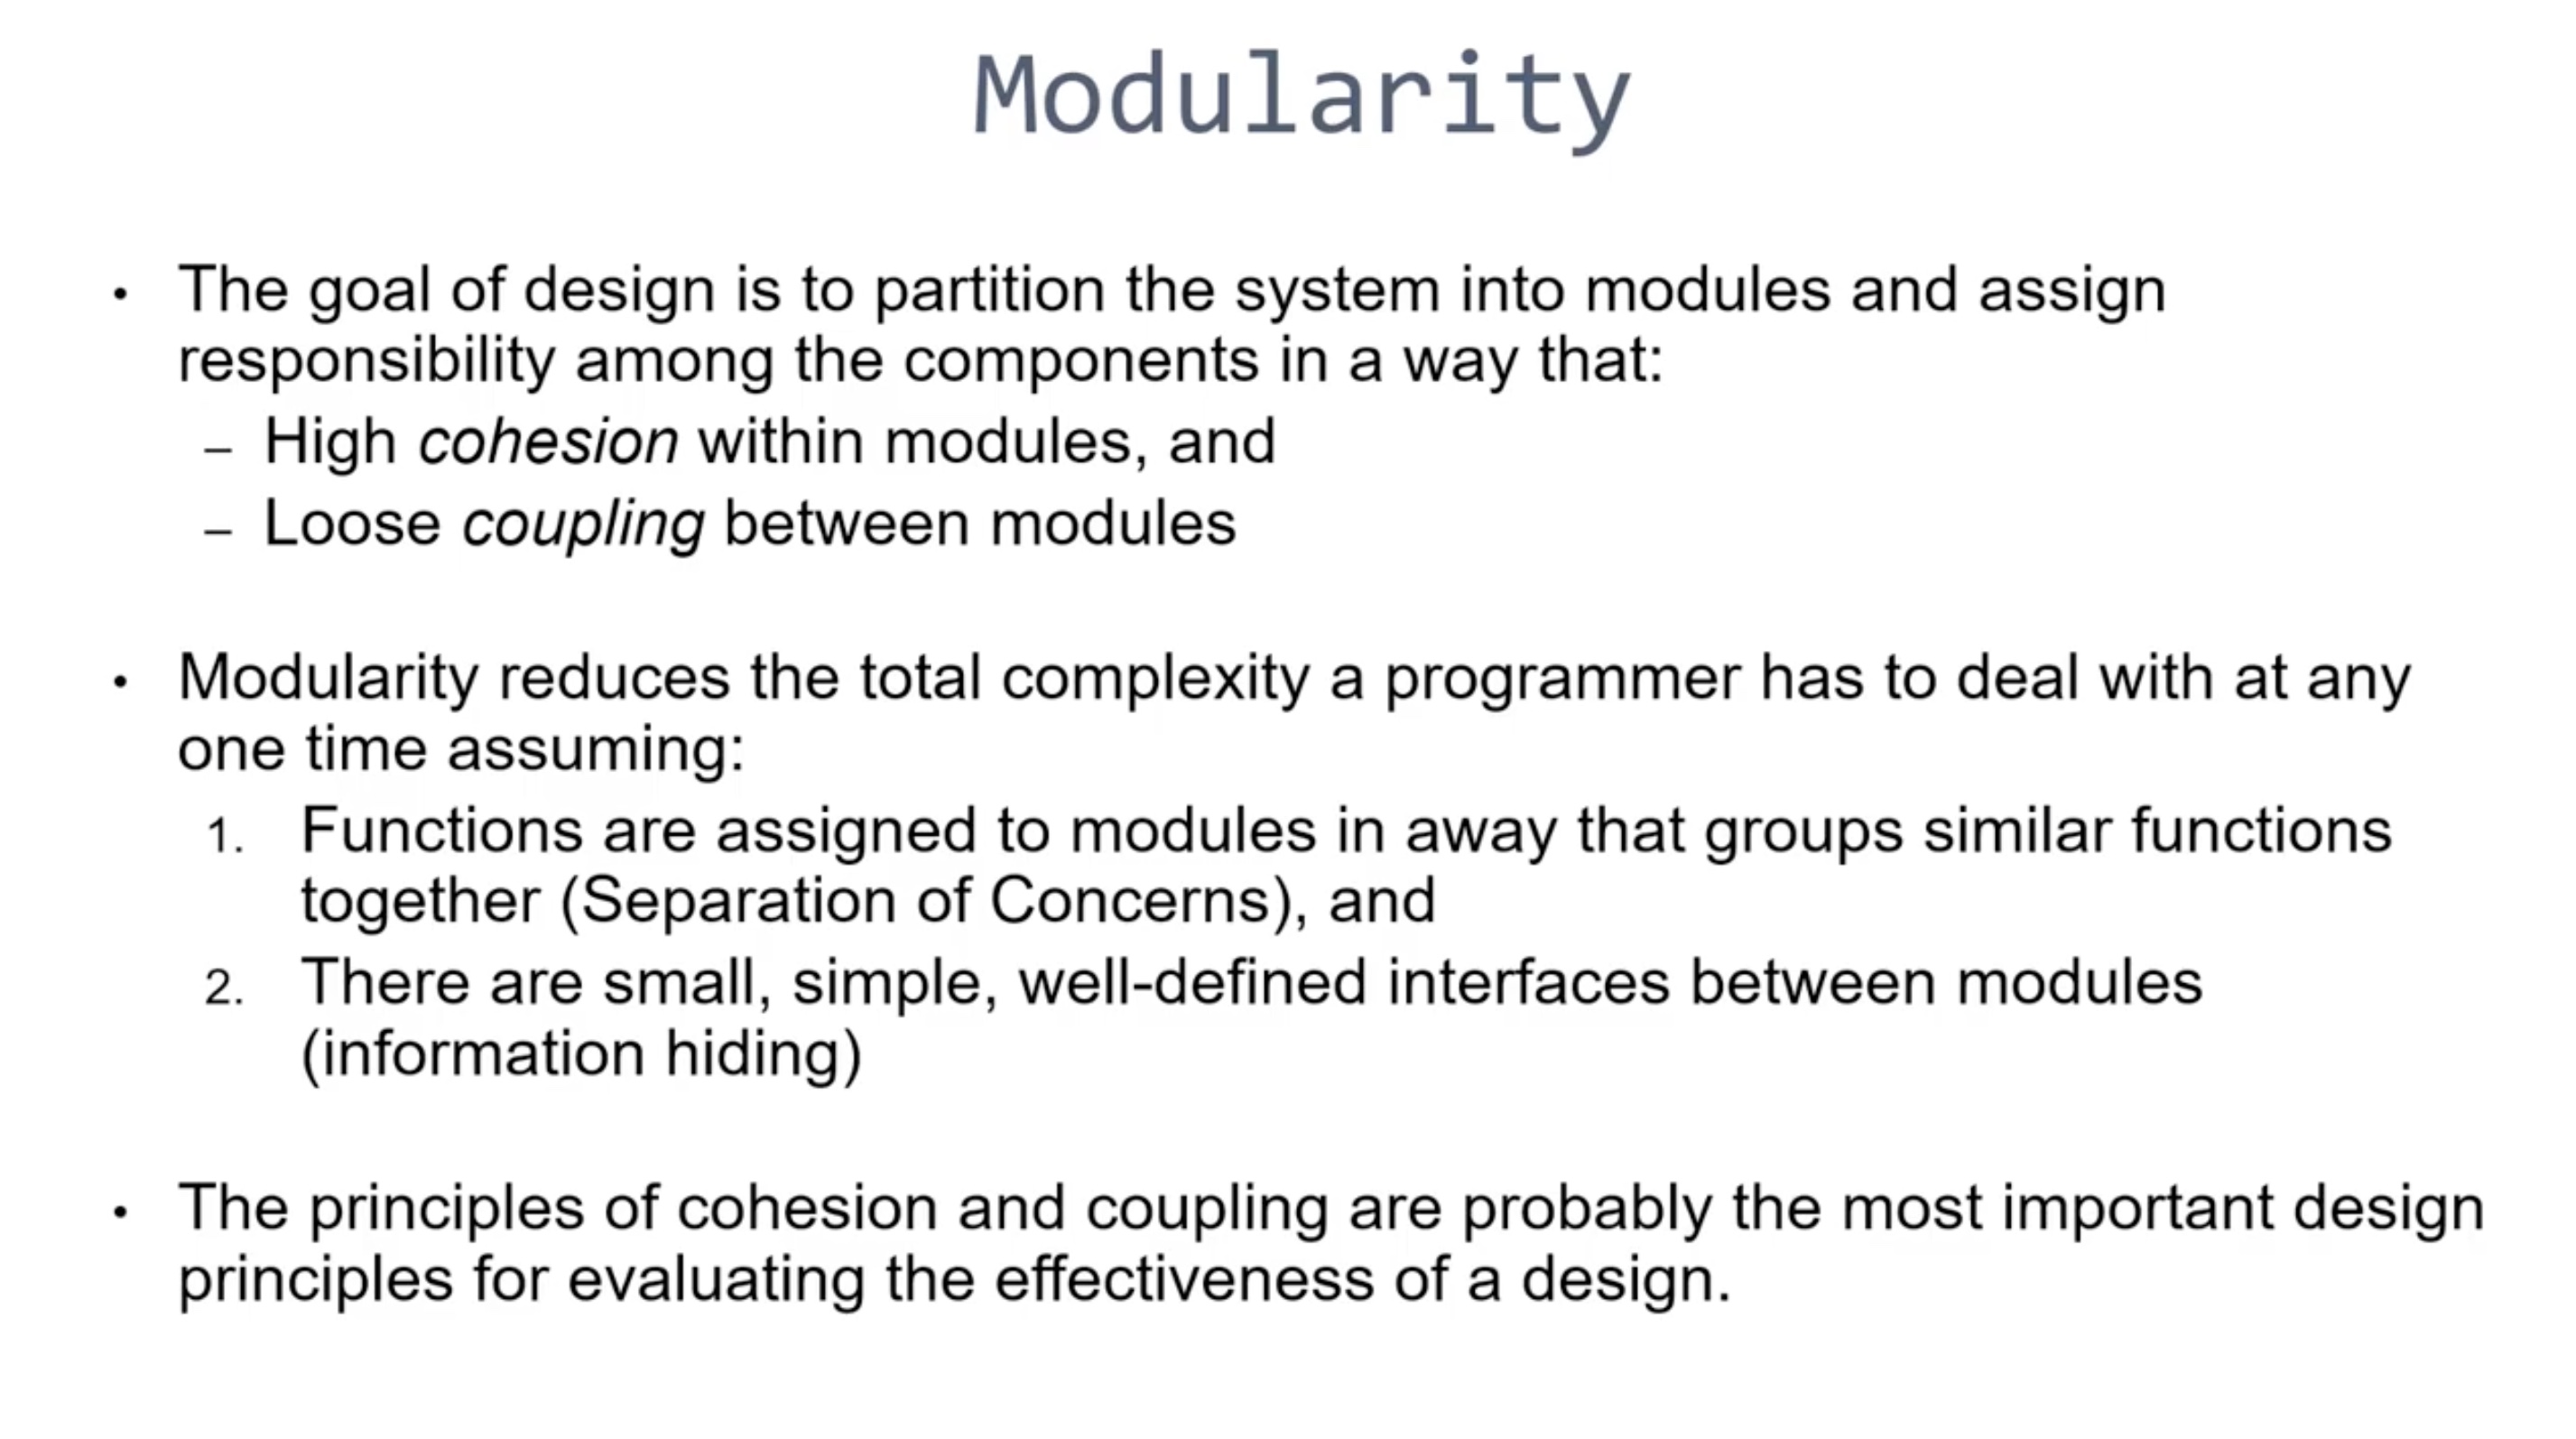 Modularity
• The goal of design is to partition the system into modules and assign
responsibility among the components in a way that:
– High cohesion within modules, and
– Loose coupling between modules
• Modularity reduces the total complexity a programmer has to deal with at any
one time assuming:
1. Functions are assigned to modules in away that groups similar functions
together (Separation of Concerns), and
2. There are small, simple, well-defined interfaces between modules
(information hiding)
• The principles of cohesion and coupling are probably the most important design
principles for evaluating the effectiveness of a design.